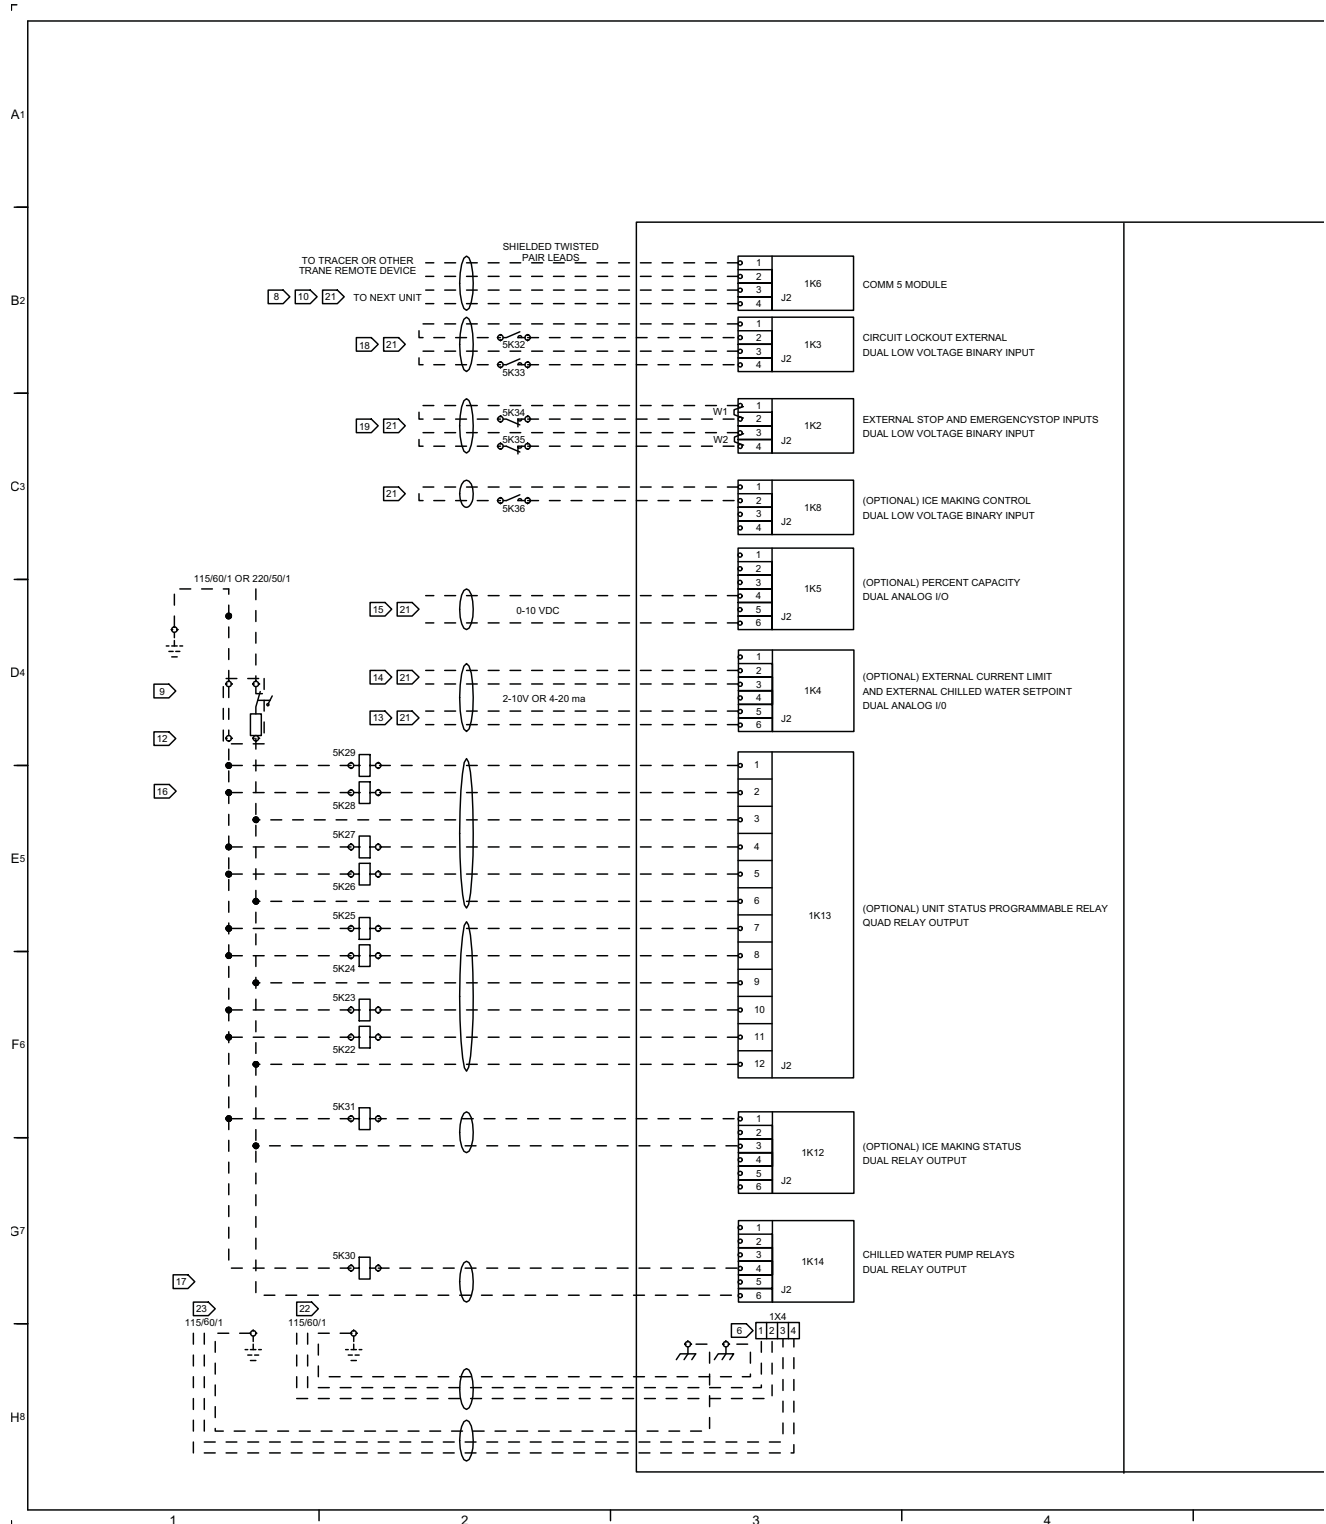 A1
SHIELDED TWISTED
PAIR LEADS
TO TRACER OR OTHER
TRANE REMOTE DEVICE
8 10 21 TO NEXT UNIT
B2
1
2
3
4
1K6
J2
COMM 5 MODULE
18 21
5K32
5K33
1
2
3
4
1K3
J2
CIRCUIT LOCKOUT EXTERNAL
DUAL LOW VOLTAGE BINARY INPUT
19 21
5K34
5K35
W1
W2
1
2
3
4
1K2
J2
EXTERNAL STOP AND EMERGENCYSTOP INPUTS
DUAL LOW VOLTAGE BINARY INPUT
C3
21
5K36
1
2
3
4
1K8
J2
(OPTIONAL) ICE MAKING CONTROL
DUAL LOW VOLTAGE BINARY INPUT
115/60/1 OR 220/50/1
15 21
0-10 VDC
1
2
3
4
5
6
1K5
J2
(OPTIONAL) PERCENT CAPACITY
DUAL ANALOG I/O
D4
9
12
16
14 21
2-10V OR 4-20 ma
13 21
1
2
3
4
5
6
1K4
J2
(OPTIONAL) EXTERNAL CURRENT LIMIT
AND EXTERNAL CHILLED WATER SETPOINT
DUAL ANALOG I/0
5K29
5K28
5K27
E5
5K26
5K25
5K24
5K23
F6
5K22
1
2
3
4
5
6
7
8
9
10
11
12
1K13
J2
(OPTIONAL) UNIT STATUS PROGRAMMABLE RELAY
QUAD RELAY OUTPUT
5K31
1
2
3
4
5
6
1K12
J2
(OPTIONAL) ICE MAKING STATUS
DUAL RELAY OUTPUT
G7
5K30
1
2
3
4
5
6
1K14
J2
CHILLED WATER PUMP RELAYS
DUAL RELAY OUTPUT
17
23
115/60/1
22
115/60/1
1X4
6 1 2 3 4
H8
1 2 3 4